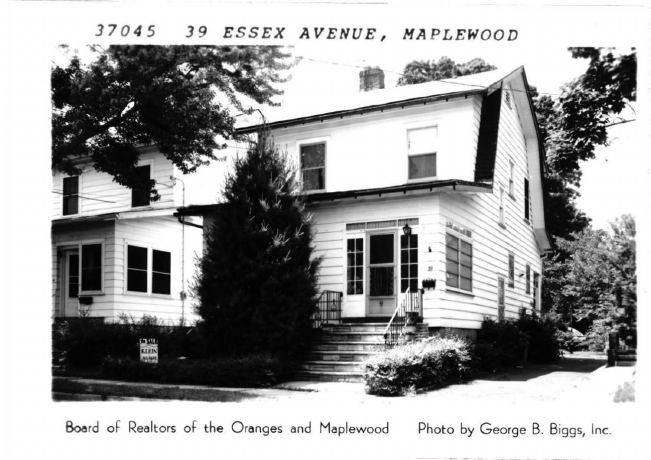 37045 39 ESSEX AVENUE, MAPLEWOOD
KLEIN
Board of Realtors of the Oranges and Maplewood Photo by George B. Biggs, Inc.